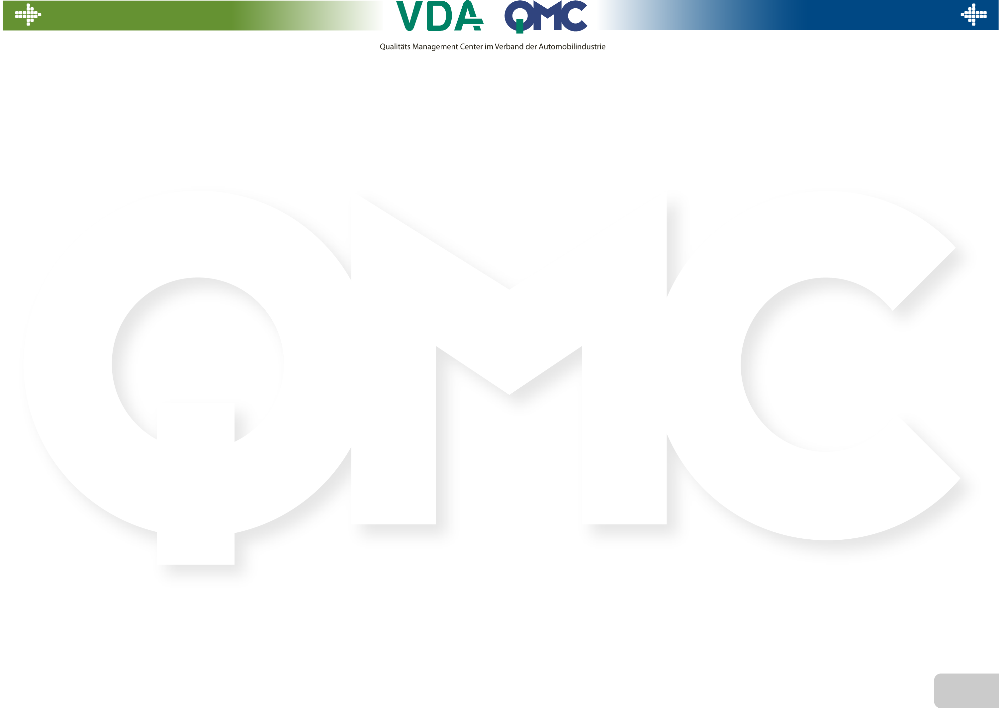 VDA QMC
Qualitäts Management Center im Verband der Automobilindustrie
QMC